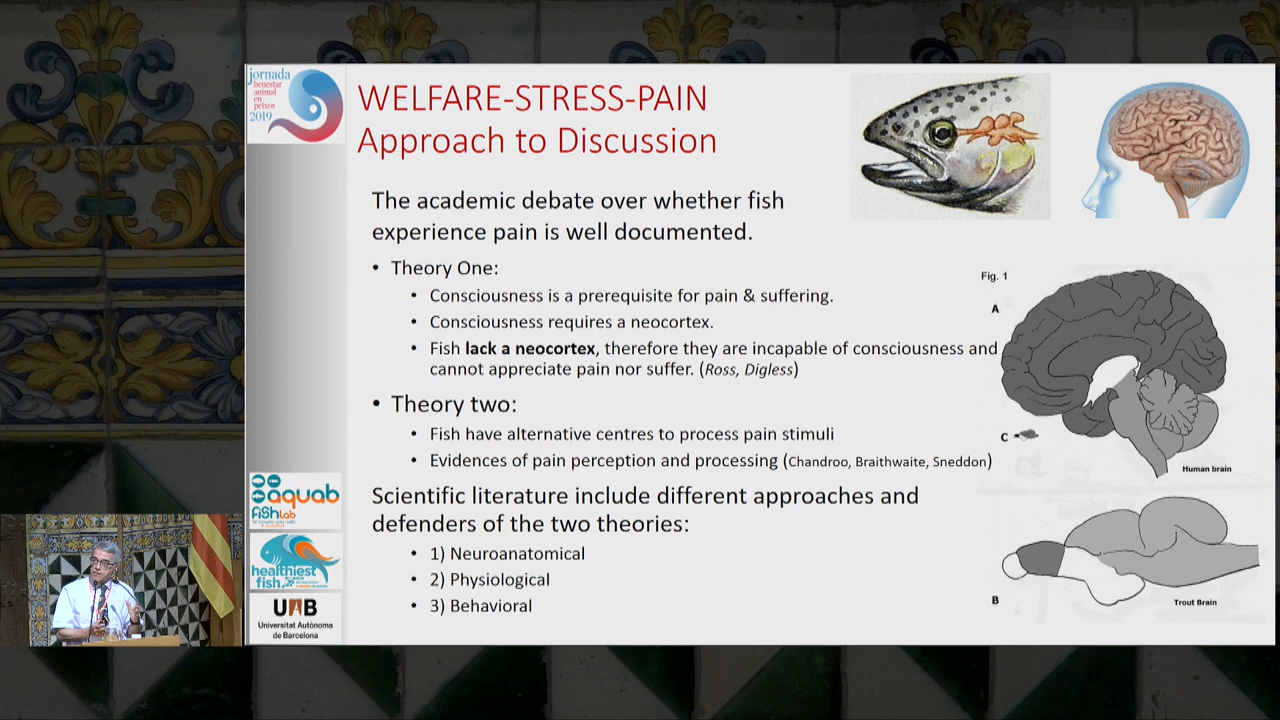 jornada
benestar
animal
en
peixos
2019
WELFARE-STRESS-PAIN
Approach to Discussion
The academic debate over whether fish
experience pain is well documented.
• Theory One:
• Consciousness is a prerequisite for pain & suffering.
• Consciousness requires a neocortex.
• Fish lack a neocortex, therefore they are incapable of consciousness and
cannot appreciate pain nor suffer. (Ross, Digless)
• Theory two:
• Fish have alternative centres to process pain stimuli
• Evidences of pain perception and processing (Chandroo, Braithwaite, Sneddon)
Scientific literature include different approaches and
defenders of the two theories:
• 1) Neuroanatomical
• 2) Physiological
• 3) Behavioral
Fig. 1
A
C
Human brain
B
Trout Brain
aquab
fishlab
healthiest
fish
UAB
Universitat Autònoma
de Barcelona